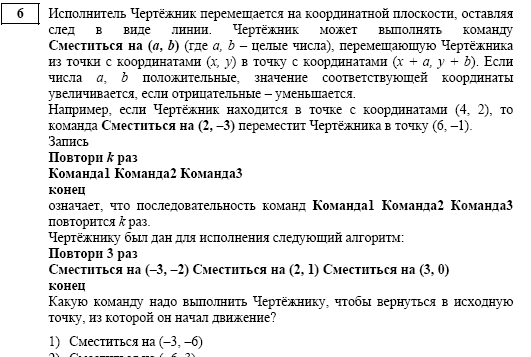 6
Исполнитель Чертёжник перемещается на координатной плоскости, оставляя
след в виде линии. Чертёжник может выполнять команду
Сместиться на (a, b) (где a, b – целые числа), перемещающую Чертёжника
из точки с координатами (x, y) в точку с координатами (x + a, y + b). Если
числа a, b положительные, значение соответствующей координаты
увеличивается, если отрицательные – уменьшается.
Например, если Чертёжник находится в точке с координатами (4, 2), то
команда Сместиться на (2, –3) переместит Чертёжника в точку (6, –1).
Запись
Повтори k раз
Команда1 Команда2 Команда3
конец
означает, что последовательность команд Команда1 Команда2 Команда3
повторится k раз.
Чертёжнику был дан для исполнения следующий алгоритм:
Повтори 3 раз
Сместиться на (–3, –2) Сместиться на (2, 1) Сместиться на (3, 0)
конец
Какую команду надо выполнить Чертёжнику, чтобы вернуться в исходную
точку, из которой он начал движение?
1) Сместиться на (–3, –6)